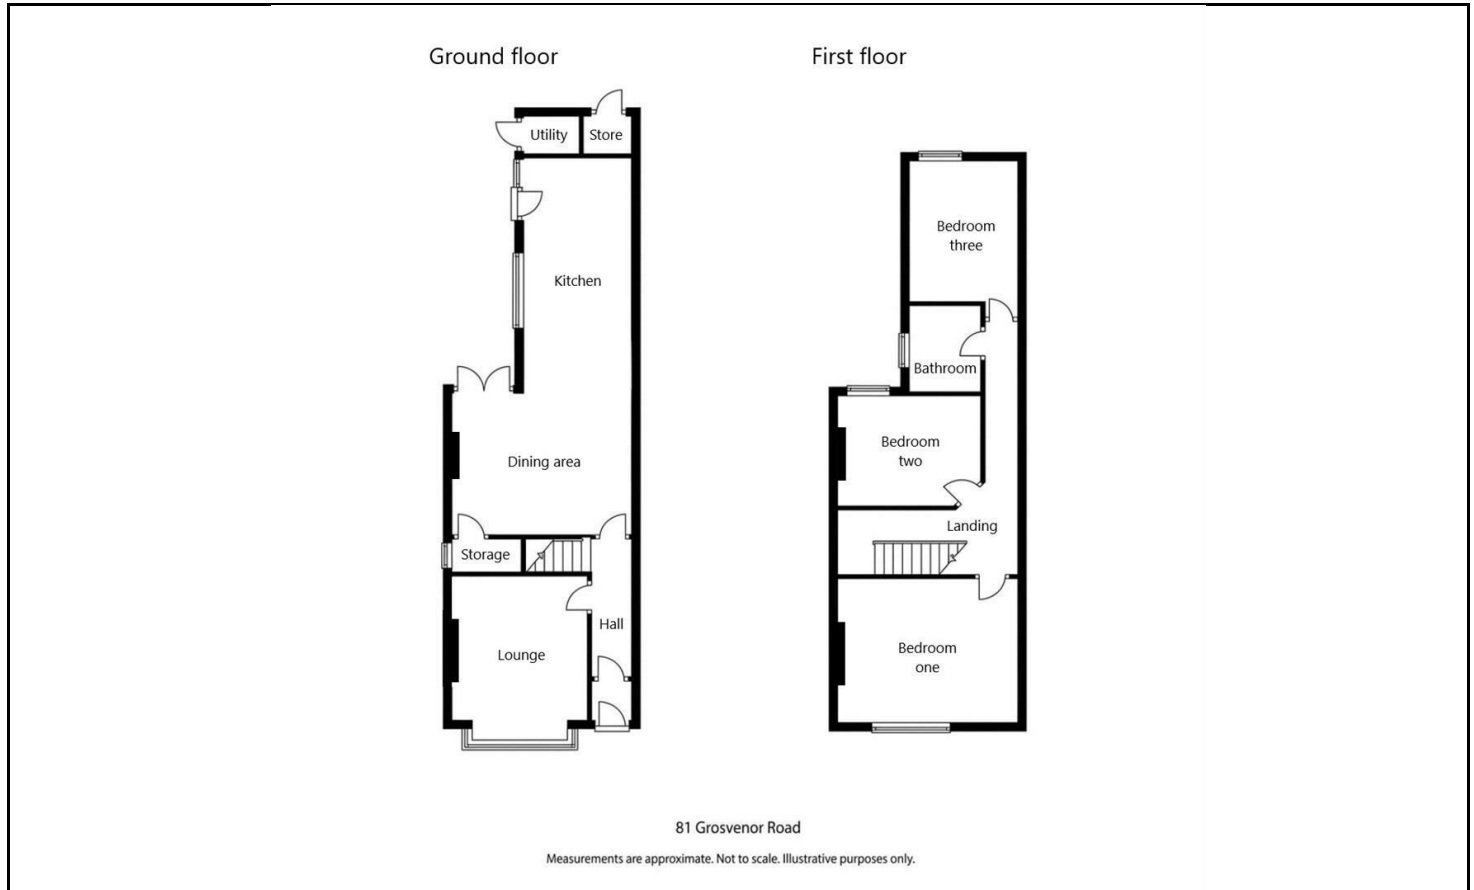 Ground floor
Utility
Store
Kitchen
Dining area
Storage
Hall
Lounge
First floor
Bedroom
three
Bathroom
Bedroom
two
Landing
Bedroom
one
81 Grosvenor Road
Measurements are approximate. Not to scale. Illustrative purposes only.